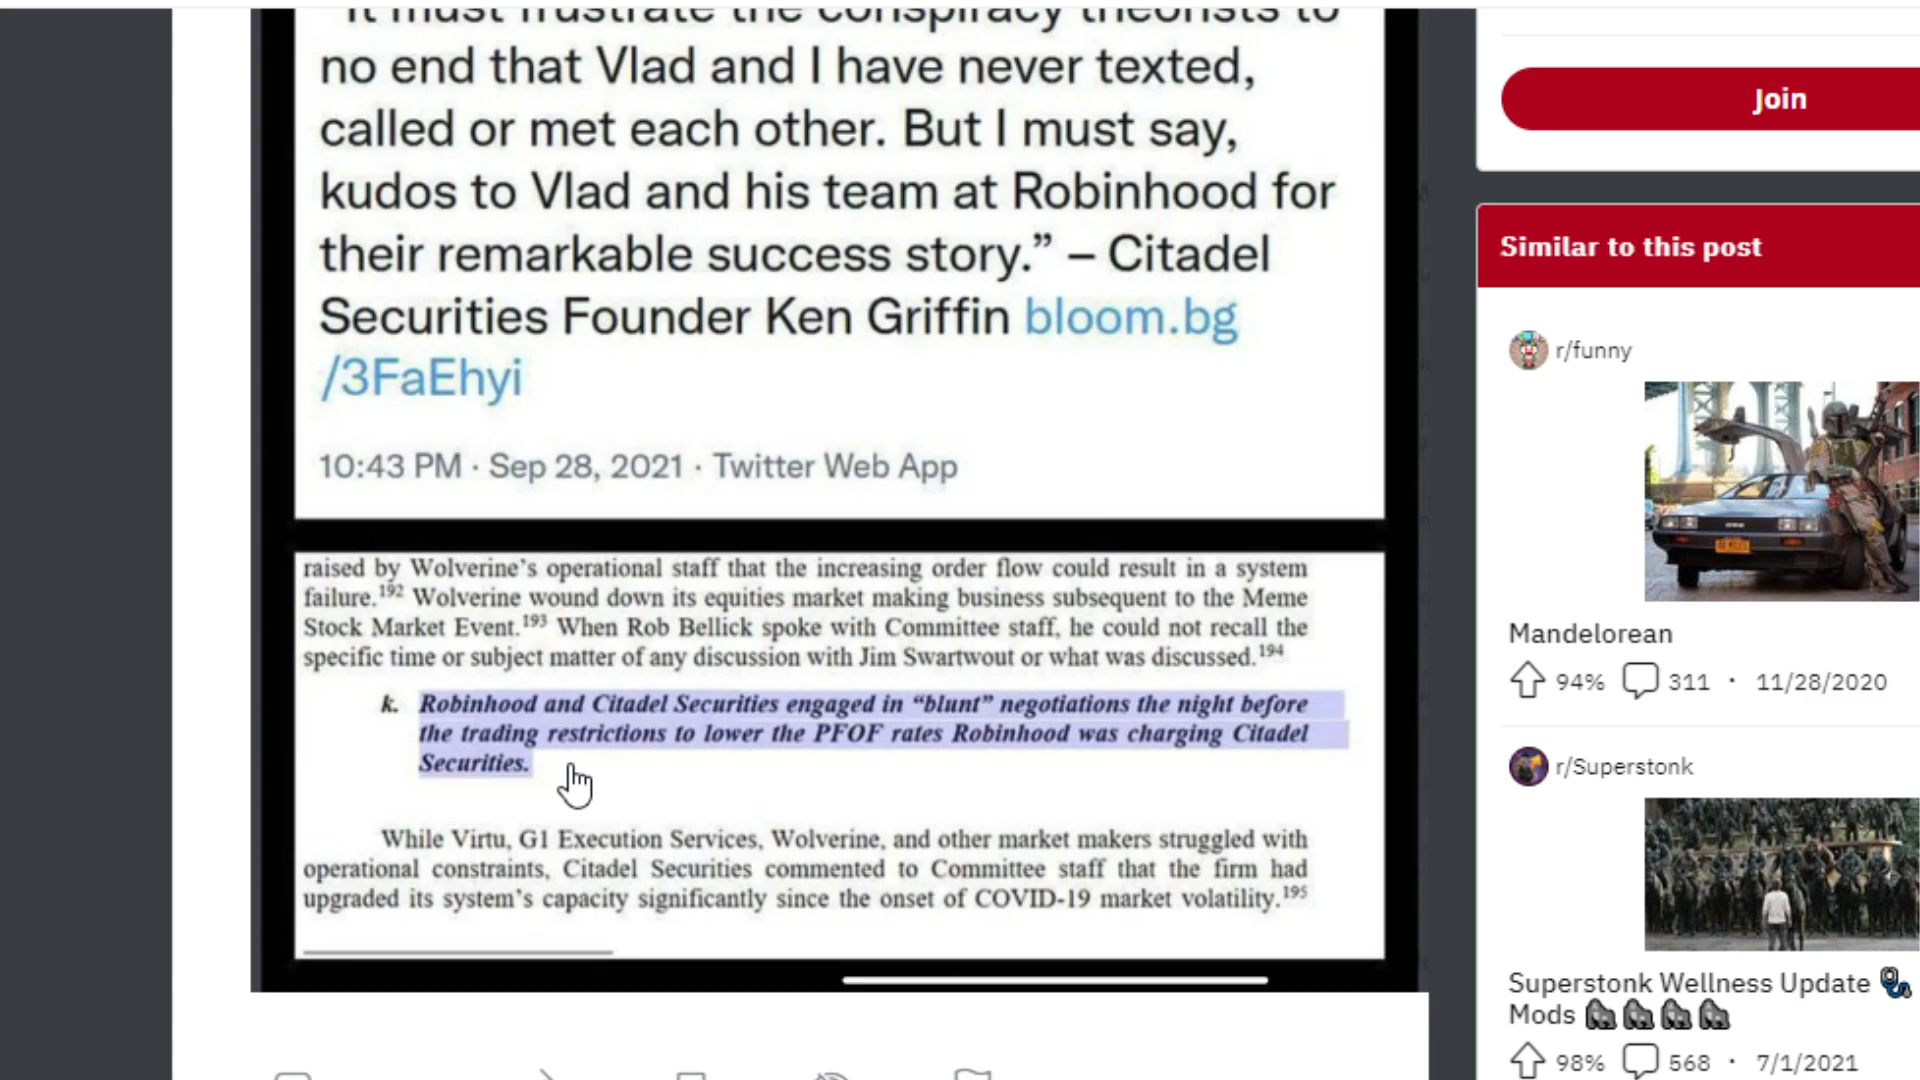 "It must frustrate the conspiracy theorists to
no end that Vlad and I have never texted,
called or met each other. But I must say,
kudos to Vlad and his team at Robinhood for
their remarkable success story.” – Citadel
Securities Founder Ken Griffin bloom.bg
/3FaEhyi
10:43 PM · Sep 28, 2021 · Twitter Web App
raised by Wolverine’s operational staff that the increasing order flow could result in a system
failure.192 Wolverine wound down its equities market making business subsequent to the Meme
Stock Market Event.193 When Rob Bellick spoke with Committee staff, he could not recall the
specific time or subject matter of any discussion with Jim Swartwout or what was discussed.194
k. Robinhood and Citadel Securities engaged in “blunt” negotiations the night before
the trading restrictions to lower the PFOF rates Robinhood was charging Citadel
Securities.
While Virtu, G1 Execution Services, Wolverine, and other market makers struggled with
operational constraints, Citadel Securities commented to Committee staff that the firm had
upgraded its system’s capacity significantly since the onset of COVID-19 market volatility.195
Join
Similar to this post
r/funny
Mandelorean
94% 311 · 11/28/2020
r/Superstonk
Superstonk Wellness Update
Mods
98% 568 · 7/1/2021